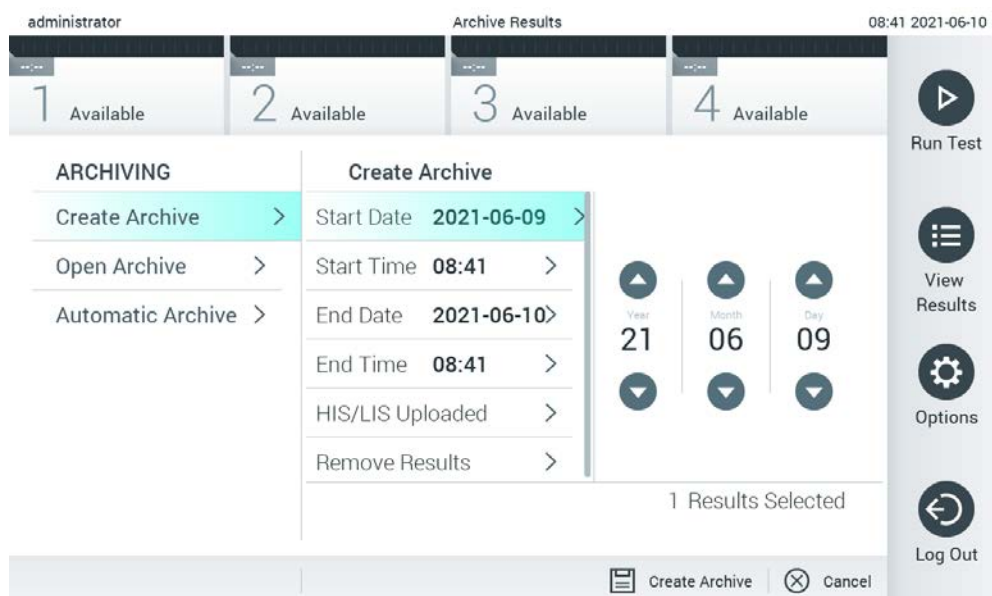 administrator
Archive Results
08:41 2021-06-10
--:--
--:--
--:--
--:--
1 Available
2 Available
3 Available
4 Available
Run Test
View
Results
Options
Log Out
ARCHIVING
Create Archive
Open Archive
Automatic Archive
Create Archive
Start Date 2021-06-09
Start Time 08:41
End Date 2021-06-10
End Time 08:41
HIS/LIS Uploaded
Remove Results
Year Month Day
21 06 09
1 Results Selected
Create Archive
Cancel